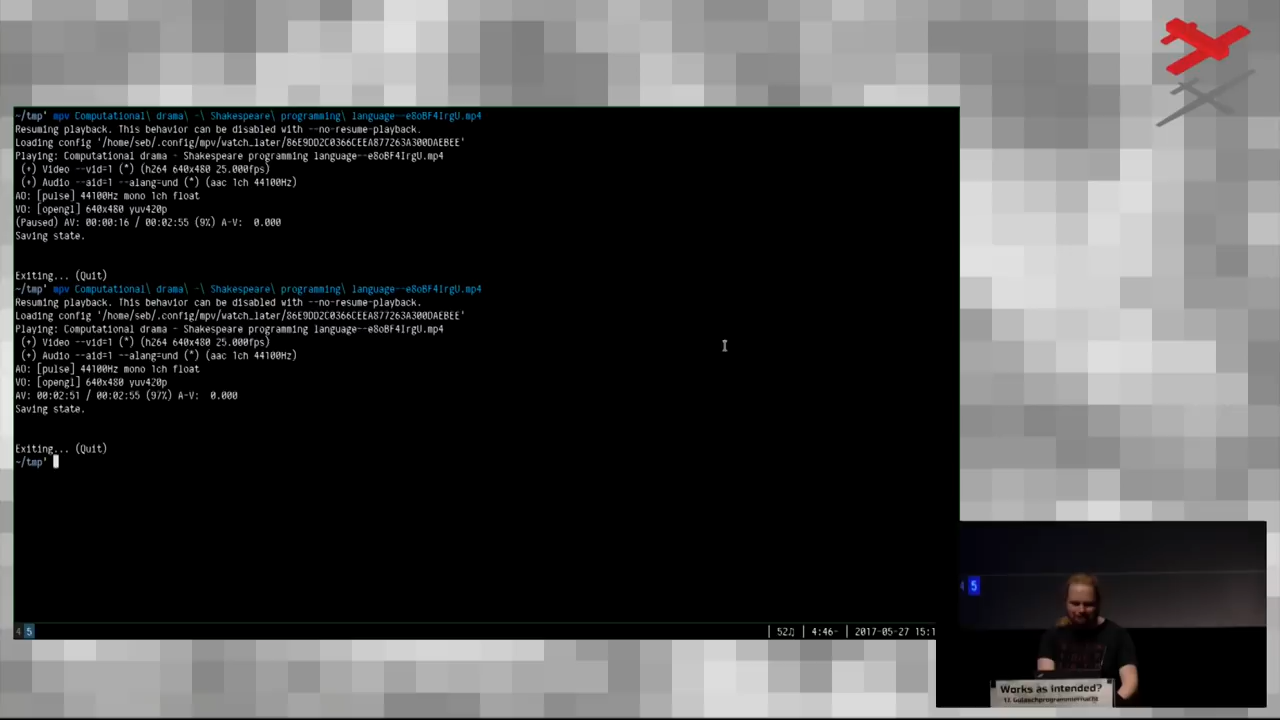 ~/tmp' mpv Computational\ drama\ -\ Shakespeare\ programming\ language--e8oBF4IrgU.mp4
Resuming playback. This behavior can be disabled with --no-resume-playback.
Loading config '/home/seb/.config/mpv/watch_later/86E9DD2C0366CEEA877263A300DAEBEE'
Playing: Computational drama - Shakespeare programming language--e8oBF4IrgU.mp4
(+) Video --vid=1 (*) (h264 640x480 25.000fps)
(+) Audio --aid=1 --alang=und (*) (aac 1ch 44100Hz)
AO: [pulse] 44100Hz mono 1ch float
VO: [opengl] 640x480 yuv420p
(Paused) AV: 00:00:16 / 00:02:55 (9%) A-V: 0.000
Saving state.
Exiting... (Quit)
~/tmp' mpv Computational\ drama\ -\ Shakespeare\ programming\ language--e8oBF4IrgU.mp4
Resuming playback. This behavior can be disabled with --no-resume-playback.
Loading config '/home/seb/.config/mpv/watch_later/86E9DD2C0366CEEA877263A300DAEBEE'
Playing: Computational drama - Shakespeare programming language--e8oBF4IrgU.mp4
(+) Video --vid=1 (*) (h264 640x480 25.000fps)
(+) Audio --aid=1 --alang=und (*) (aac 1ch 44100Hz)
AO: [pulse] 44100Hz mono 1ch float
VO: [opengl] 640x480 yuv420p
AV: 00:02:51 / 00:02:55 (97%) A-V: 0.000
Saving state.
Exiting... (Quit)
~/tmp'
4 5
4 5 | 52♫ | 4:46- | 2017-05-27 15:1
Works as intended?
17. Gulaschprogrammiernacht